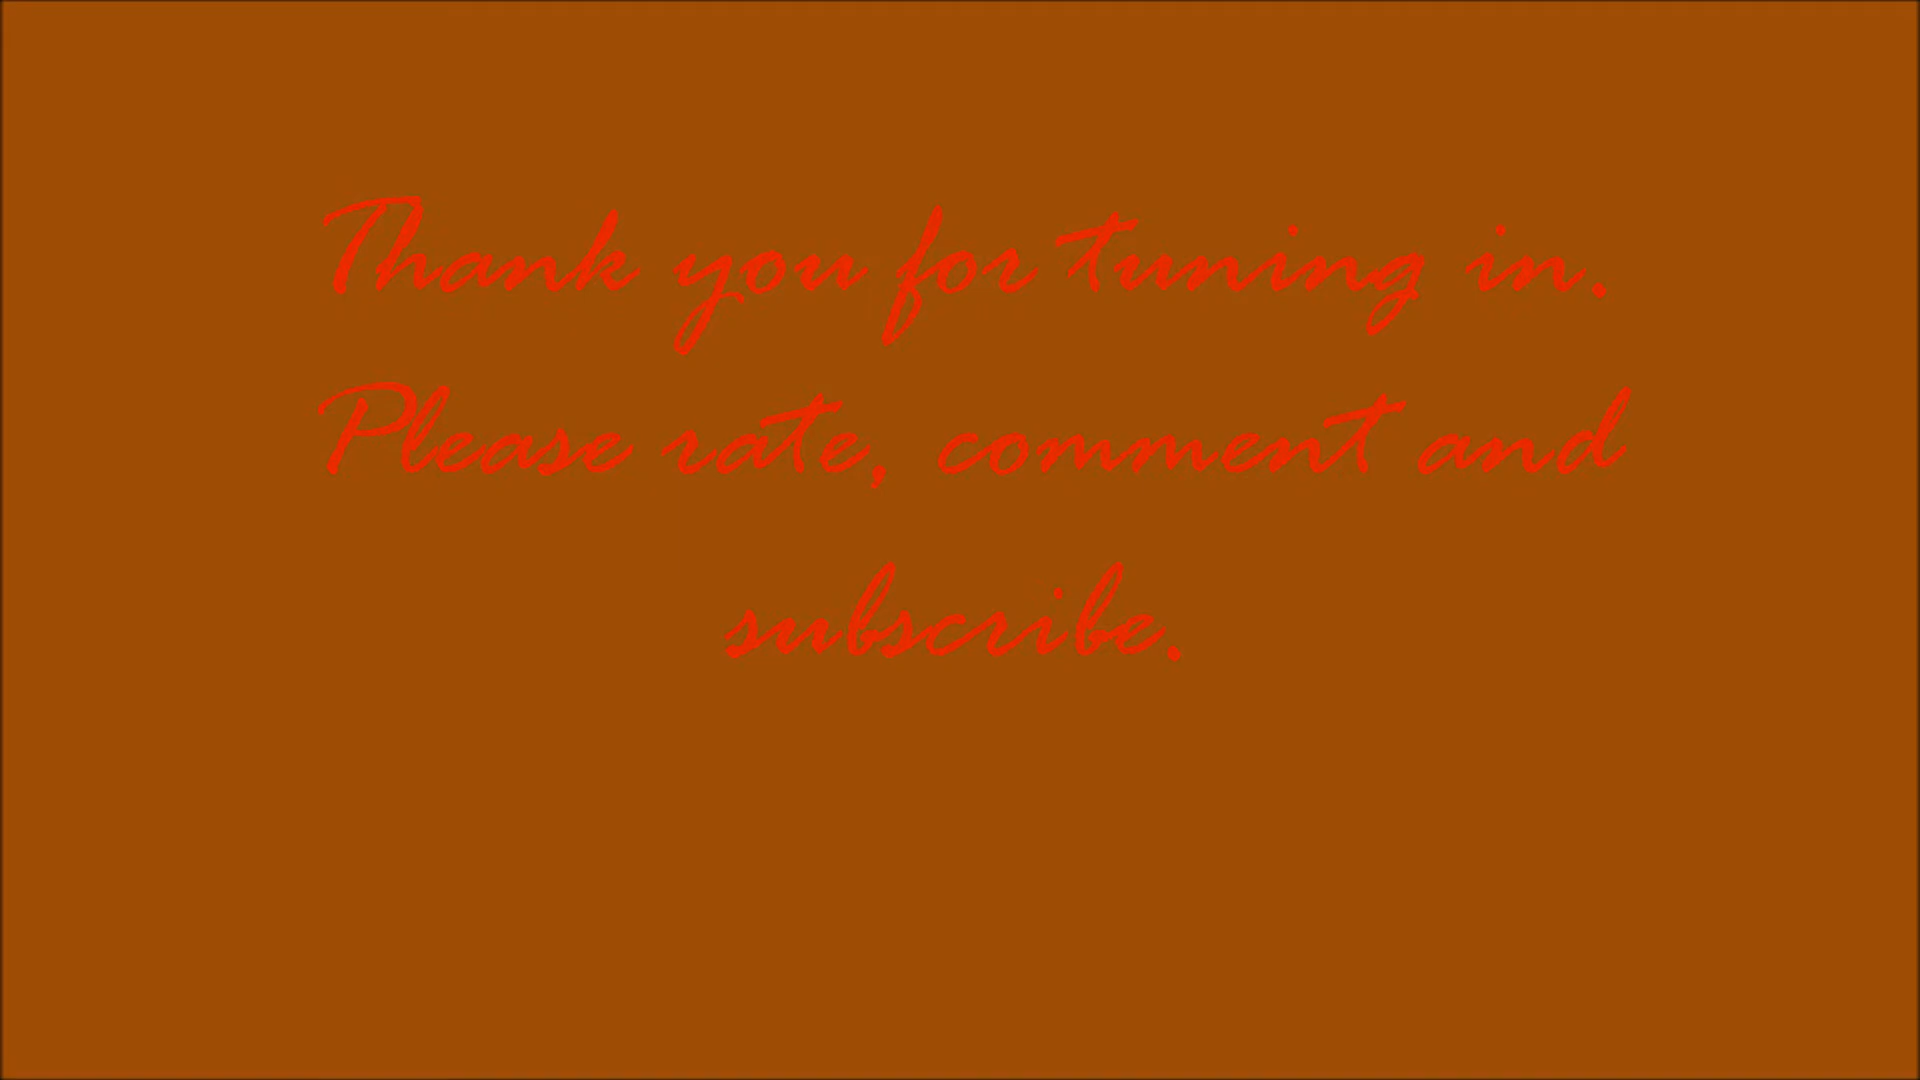 Thank you for tuning in.
Please rate, comment and
subscribe.